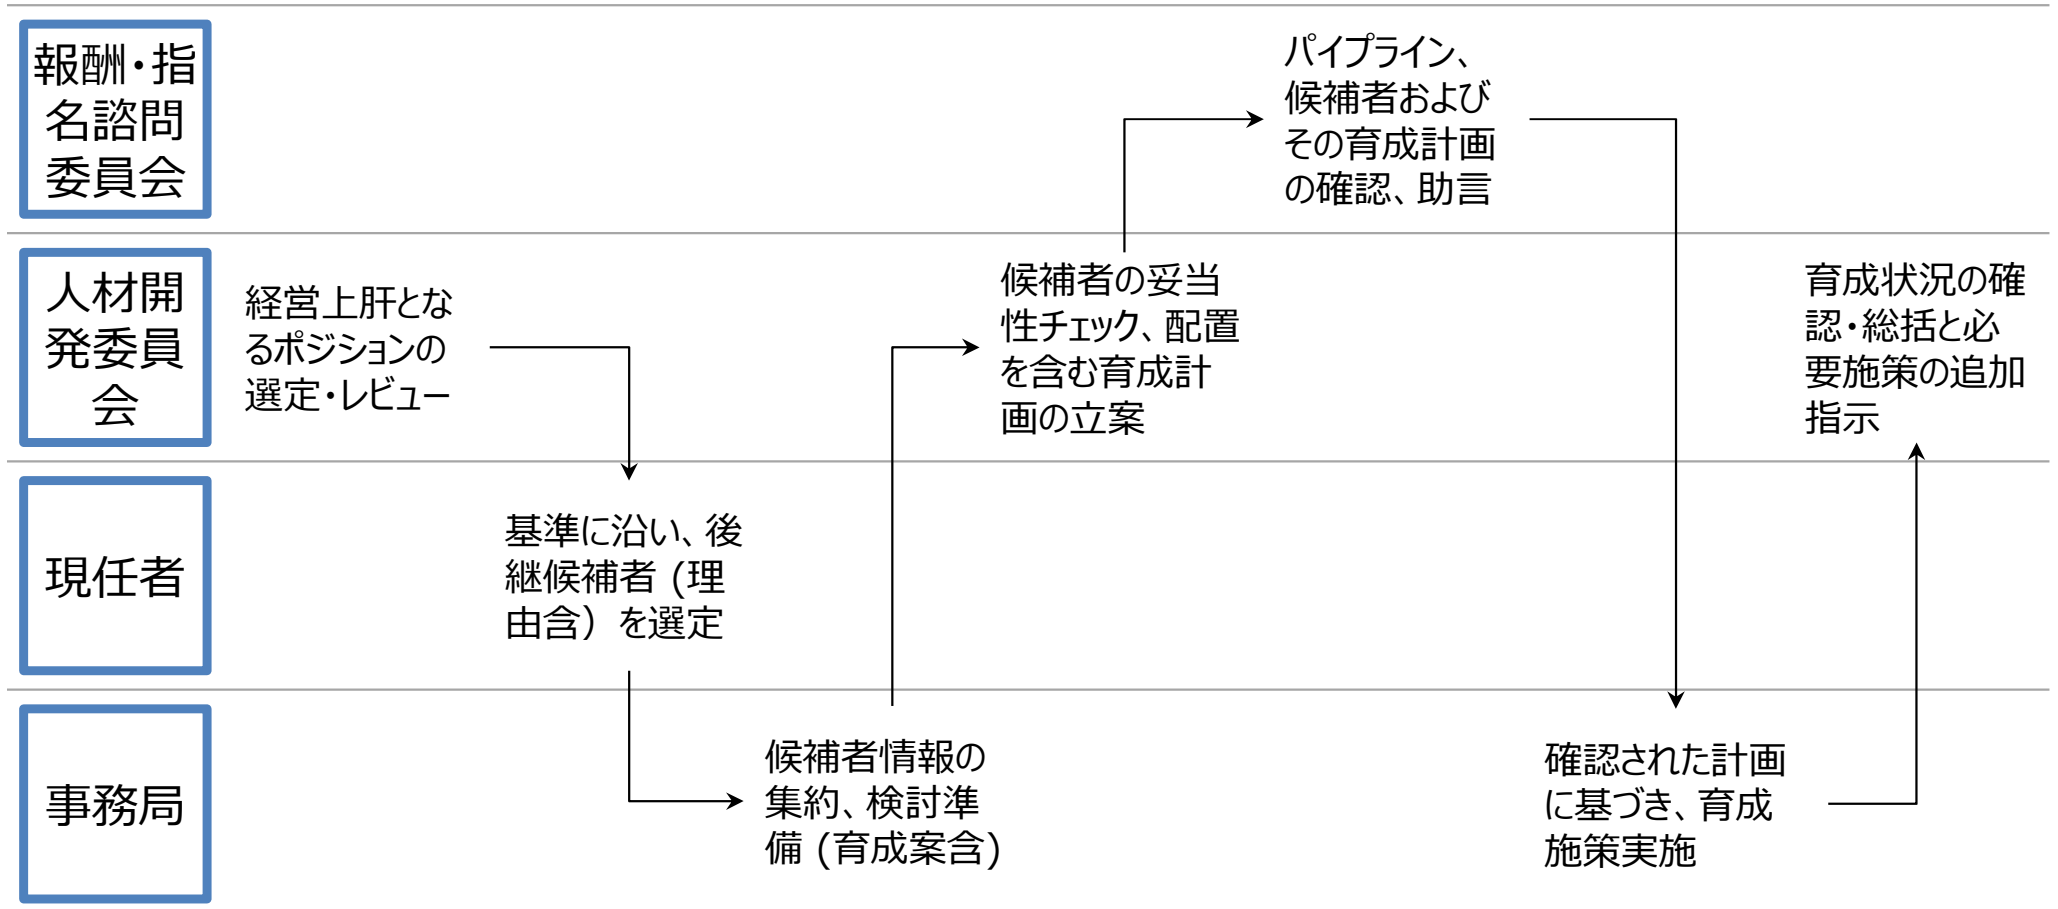 報酬・指
名諮問
委員会
パイプライン、
候補者および
その育成計画
の確認、助言
人材開
発委員
会
経営上肝とな
るポジションの
選定・レビュー
候補者の妥当
性チェック、配置
を含む育成計
画の立案
育成状況の確
認・総括と必
要施策の追加
指示
現任者
基準に沿い、後
継候補者 (理
由含）を選定
事務局
候補者情報の
集約、検討準
備 (育成案含)
確認された計画
に基づき、育成
施策実施